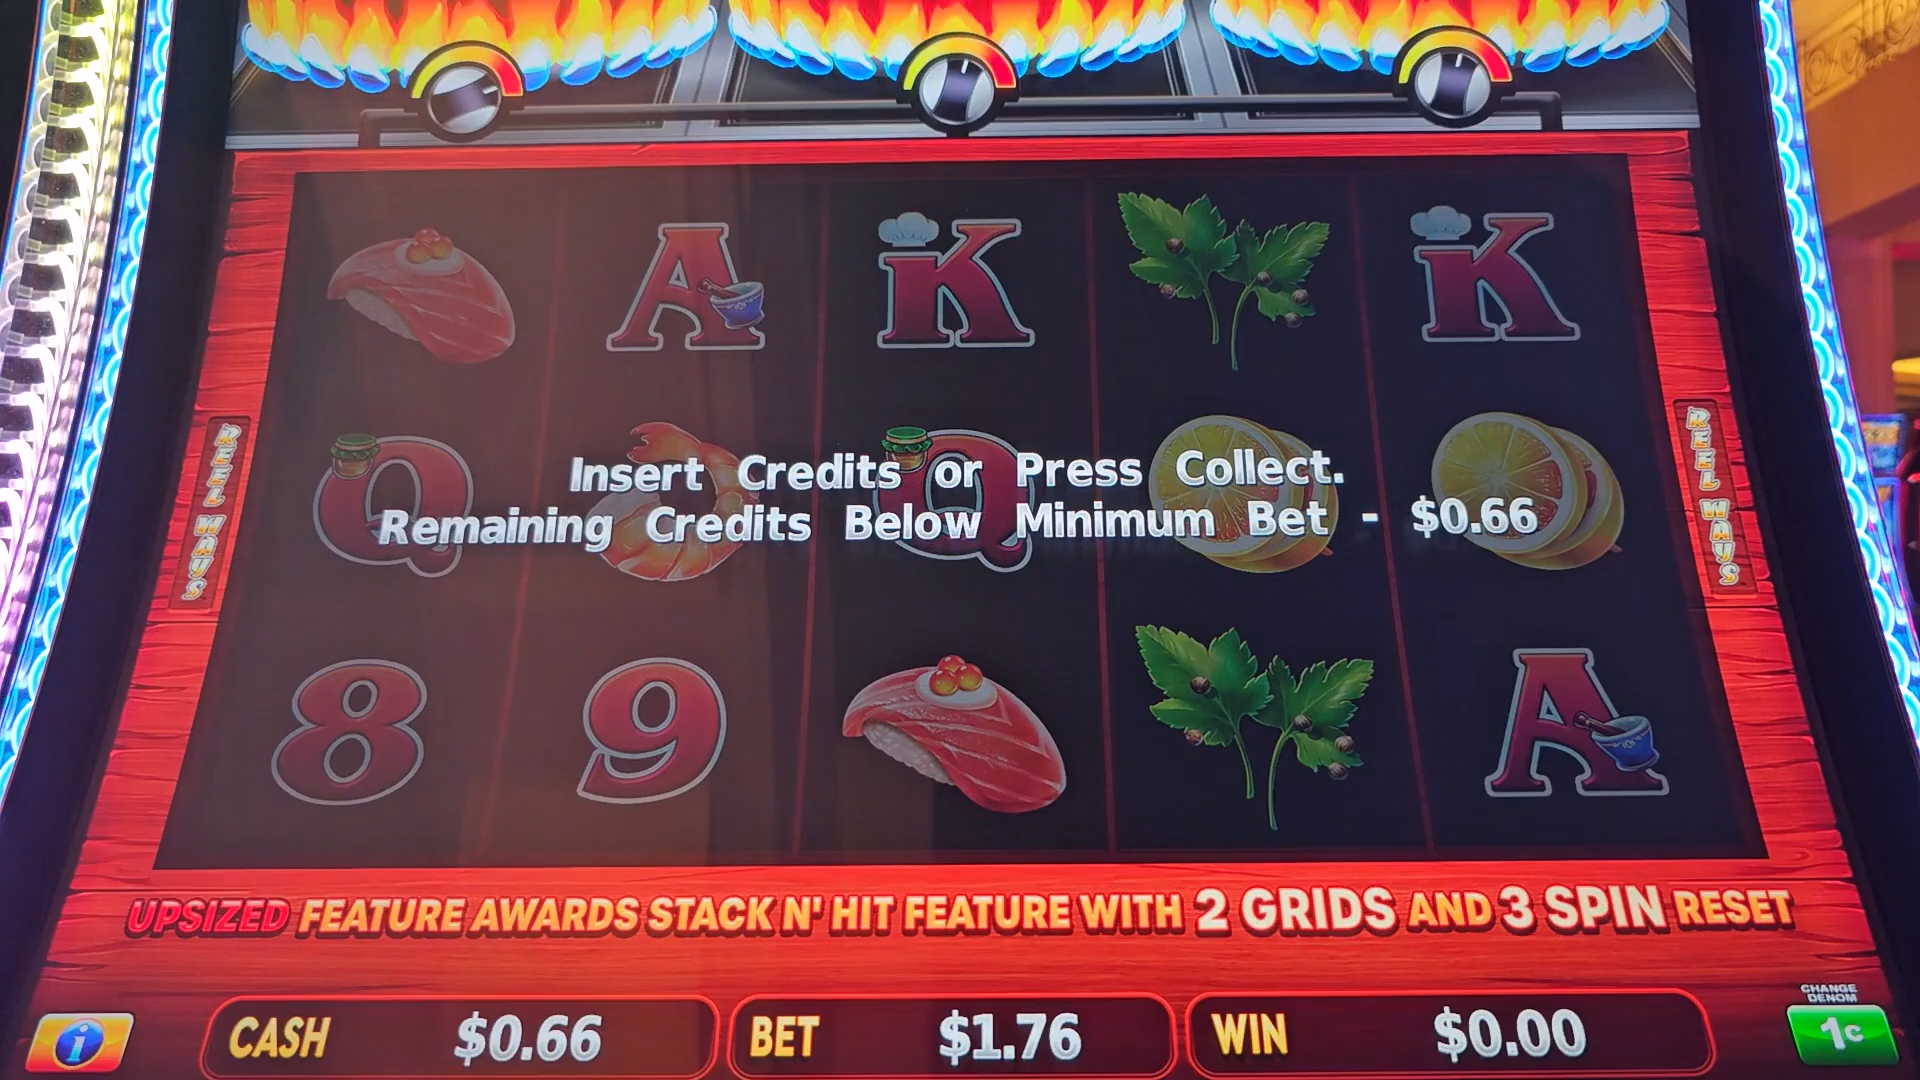 A K K
REEL WAYS
Q Q
REEL WAYS
Insert Credits or Press Collect.
Remaining Credits Below Minimum Bet - $0.66
8 9 A
UPSIZED FEATURE AWARDS STACK N' HIT FEATURE WITH 2 GRIDS AND 3 SPIN RESET
CHANGE
DENOM
i CASH $0.66 BET $1.76 WIN $0.00 1¢